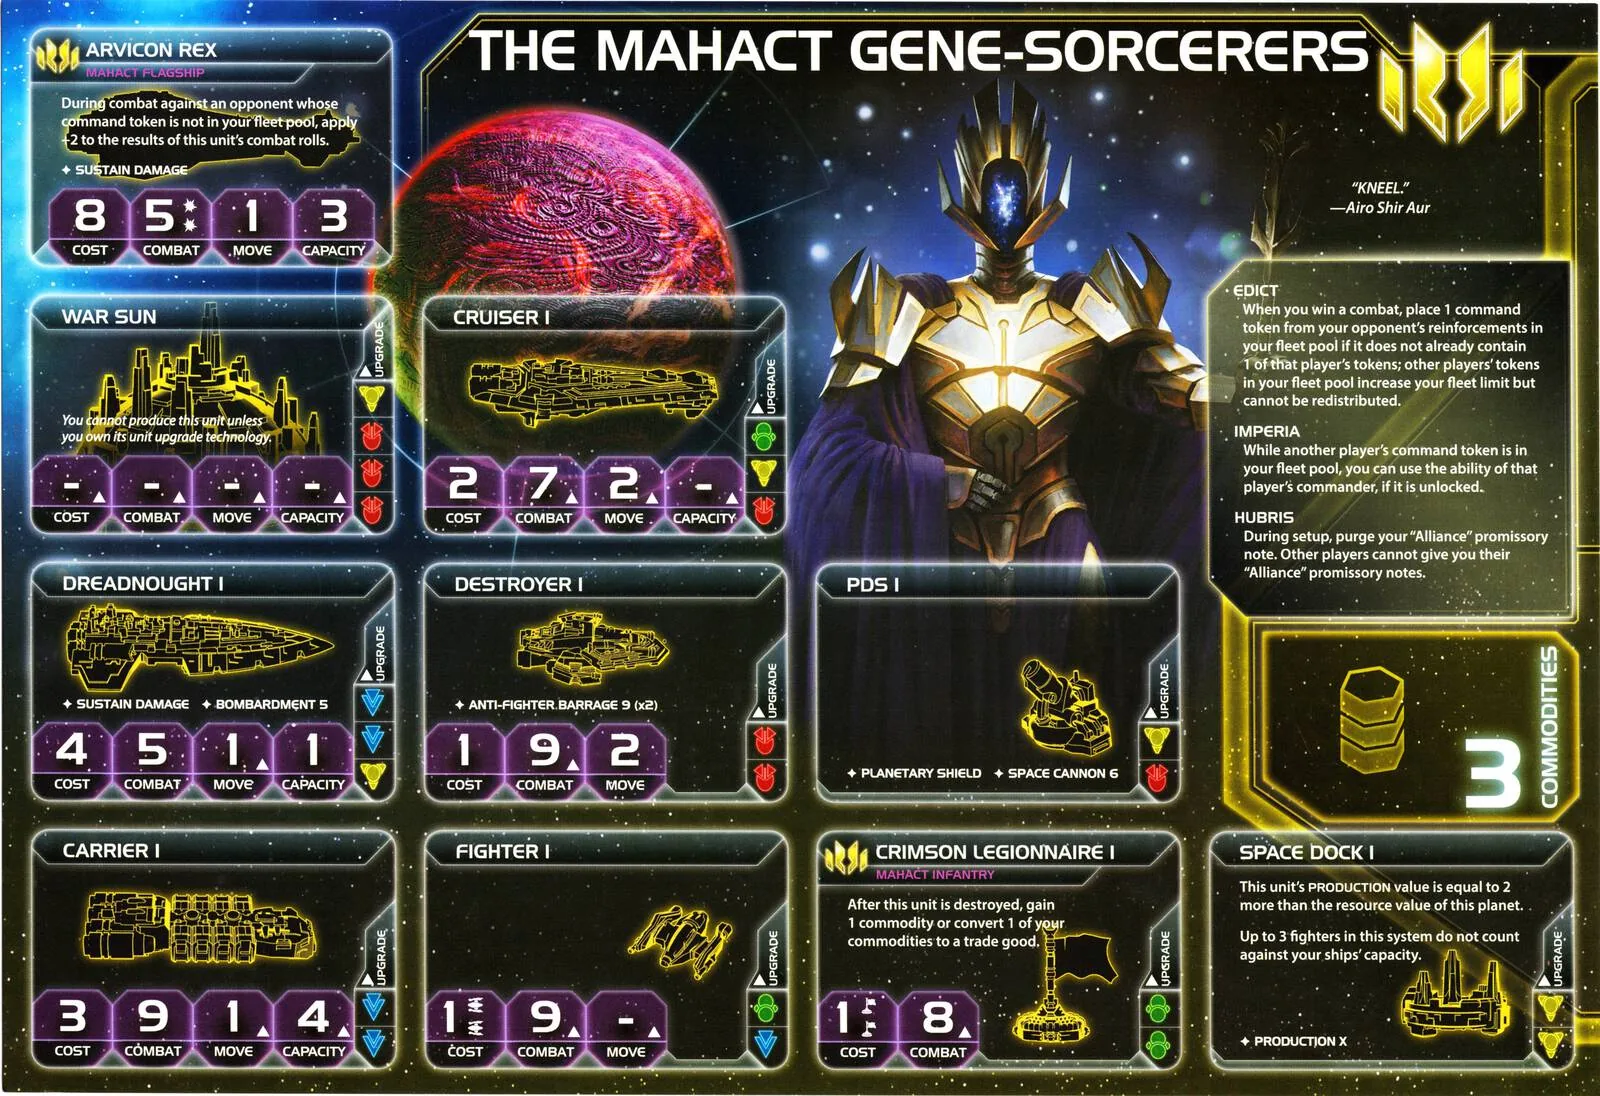 THE MAHACT GENE-SORCERERS
ARVICON REX
MAHACT FLAGSHIP
During combat against an opponent whose
command token is not in your fleet pool, apply
+2 to the results of this unit's combat rolls.
✦ SUSTAIN DAMAGE
8 5 1 3
COST COMBAT MOVE CAPACITY
"KNEEL."
—Airo Shir Aur
WAR SUN
You cannot produce this unit unless
you own its unit upgrade technology.
UPGRADE
- - - -
COST COMBAT MOVE CAPACITY
CRUISER I
UPGRADE
2 7 2 -
COST COMBAT MOVE CAPACITY
EDICT
When you win a combat, place 1 command
token from your opponent's reinforcements in
your fleet pool if it does not already contain
1 of that player's tokens; other players' tokens
in your fleet pool increase your fleet limit but
cannot be redistributed.
IMPERIA
While another player's command token is in
your fleet pool, you can use the ability of that
player's commander, if it is unlocked.
HUBRIS
During setup, purge your "Alliance" promissory
note. Other players cannot give you their
"Alliance" promissory notes.
DREADNOUGHT I
UPGRADE
✦ SUSTAIN DAMAGE ✦ BOMBARDMENT 5
4 5 1 1
COST COMBAT MOVE CAPACITY
DESTROYER I
UPGRADE
✦ ANTI-FIGHTER BARRAGE 9 (x2)
1 9 2
COST COMBAT MOVE
PDS I
UPGRADE
✦ PLANETARY SHIELD ✦ SPACE CANNON 6
3
COMMODITIES
CARRIER I
UPGRADE
3 9 1 4
COST COMBAT MOVE CAPACITY
FIGHTER I
UPGRADE
1 9 -
COST COMBAT MOVE
CRIMSON LEGIONNAIRE I
MAHACT INFANTRY
After this unit is destroyed, gain
1 commodity or convert 1 of your
commodities to a trade good.
UPGRADE
1 8
COST COMBAT
SPACE DOCK I
This unit's PRODUCTION value is equal to 2
more than the resource value of this planet.
Up to 3 fighters in this system do not count
against your ships' capacity.
UPGRADE
✦ PRODUCTION X